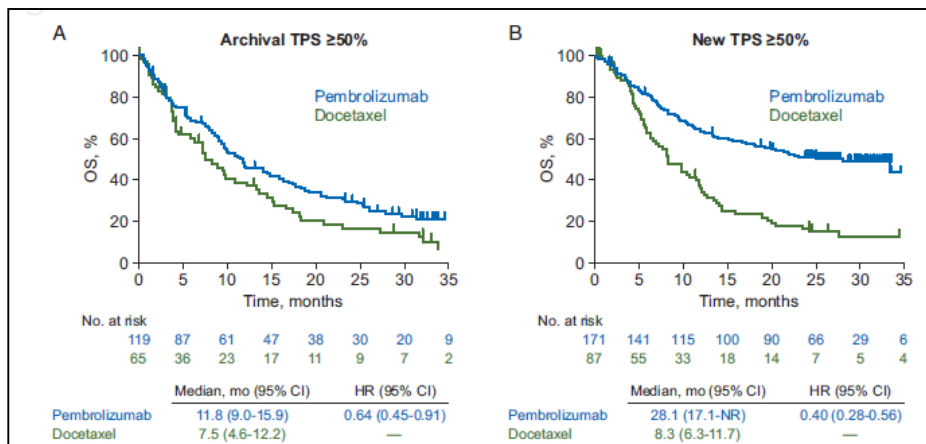 A
Archival TPS ≥50%
100
80
60
40
20
0
OS, %
Pembrolizumab
Docetaxel
0 5 10 15 20 25 30 35
Time, months
No. at risk
119 87 61 47 38 30 20 9
65 36 23 17 11 9 7 2
Median, mo (95% CI) HR (95% CI)
Pembrolizumab 11.8 (9.0-15.9) 0.64 (0.45-0.91)
Docetaxel 7.5 (4.6-12.2) —
B
New TPS ≥50%
100
80
60
40
20
0
OS, %
Pembrolizumab
Docetaxel
0 5 10 15 20 25 30 35
Time, months
No. at risk
171 141 115 100 90 66 29 6
87 55 33 18 14 7 5 4
Median, mo (95% CI) HR (95% CI)
Pembrolizumab 28.1 (17.1-NR) 0.40 (0.28-0.56)
Docetaxel 8.3 (6.3-11.7) —